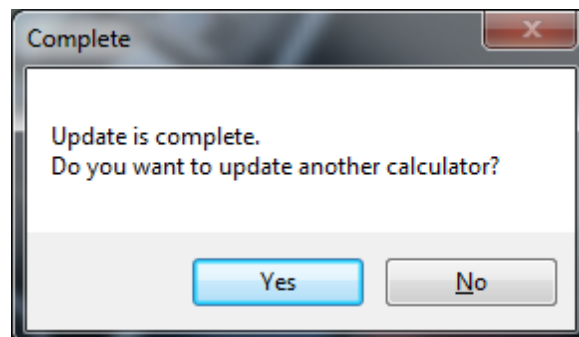 Complete
Update is complete.
Do you want to update another calculator?
Yes
No